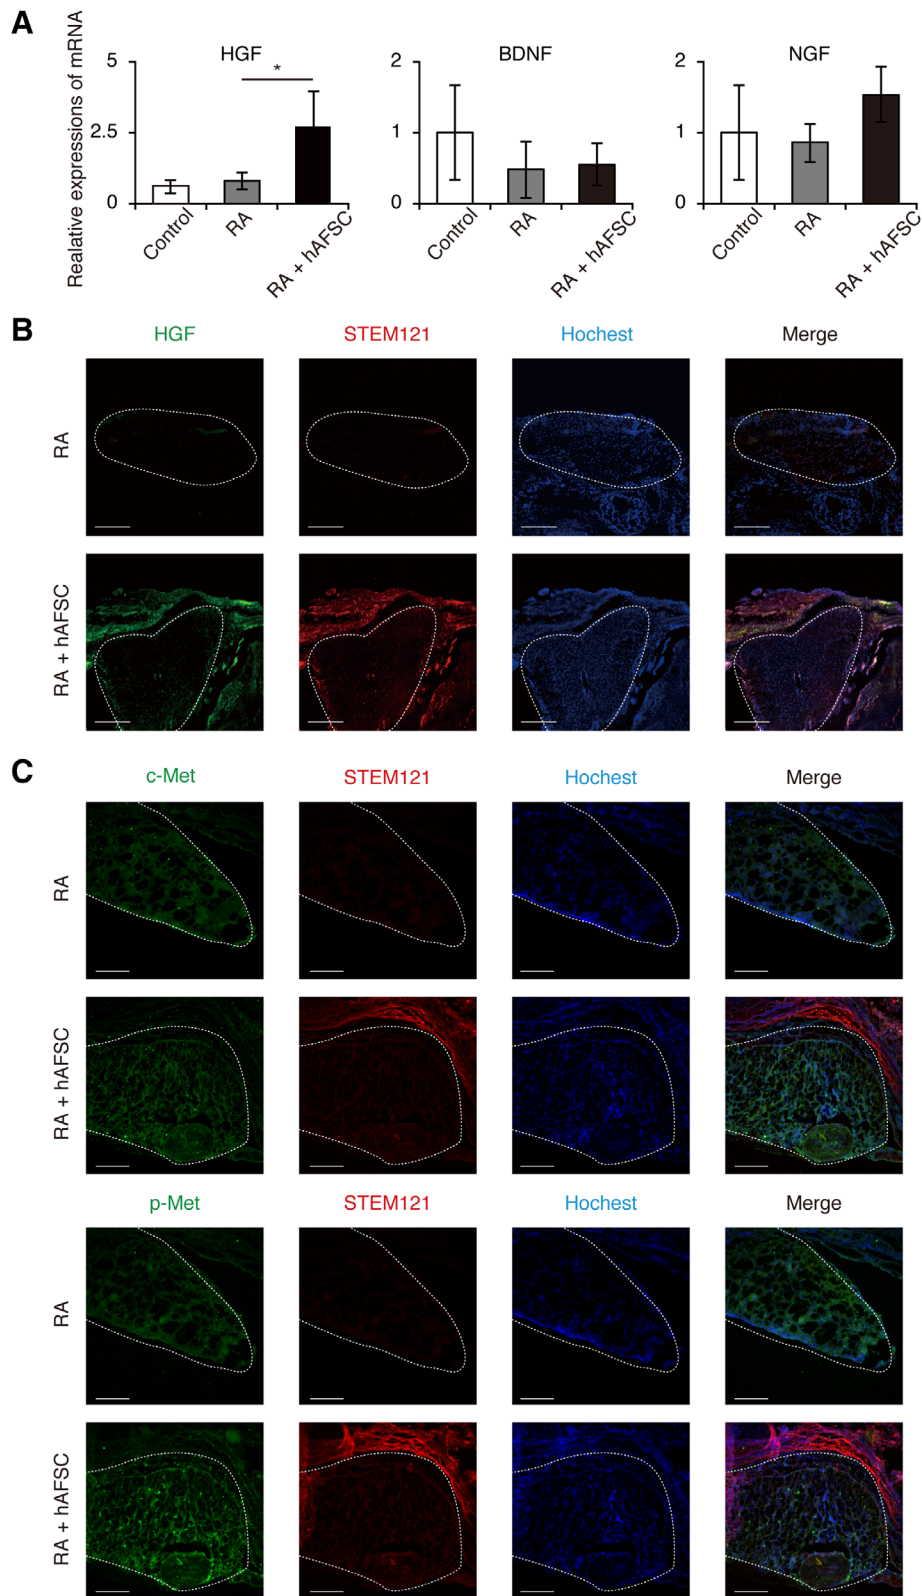 A
Realative expressions of mRNA
HGF
5
2.5
0
*
Control
RA
RA + hAFSC
BDNF
2
1
0
Control
RA
RA + hAFSC
NGF
2
1
0
Control
RA
RA + hAFSC
B
HGF STEM121 Hochest Merge
RA
RA + hAFSC
C
c-Met STEM121 Hochest Merge
RA
RA + hAFSC
p-Met STEM121 Hochest Merge
RA
RA + hAFSC